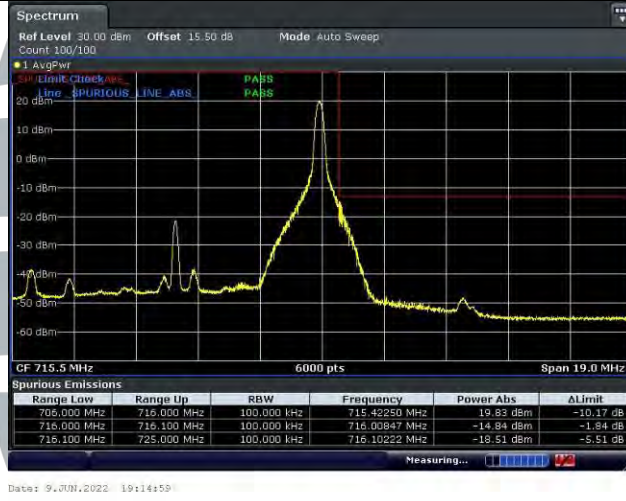 Spectrum
Ref Level 30.00 dBm Offset 15.50 dB Mode Auto Sweep
Count 100/100
1 AvgPwr
Limit Check PASS
Line _SPURIOUS_LINE_ABS_ PASS
20 dBm
10 dBm
0 dBm
-10 dBm
-20 dBm
-30 dBm
-40 dBm
-50 dBm
-60 dBm
CF 715.5 MHz 6000 pts Span 19.0 MHz
Spurious Emissions
Range Low Range Up RBW Frequency Power Abs ΔLimit
706.000 MHz 716.000 MHz 100.000 kHz 715.42250 MHz 19.83 dBm -10.17 dB
716.000 MHz 716.100 MHz 100.000 kHz 716.00847 MHz -14.84 dBm -1.84 dB
716.100 MHz 725.000 MHz 100.000 kHz 716.10222 MHz -18.51 dBm -5.51 dB
Measuring...
Date: 9.JUN.2022 19:14:59